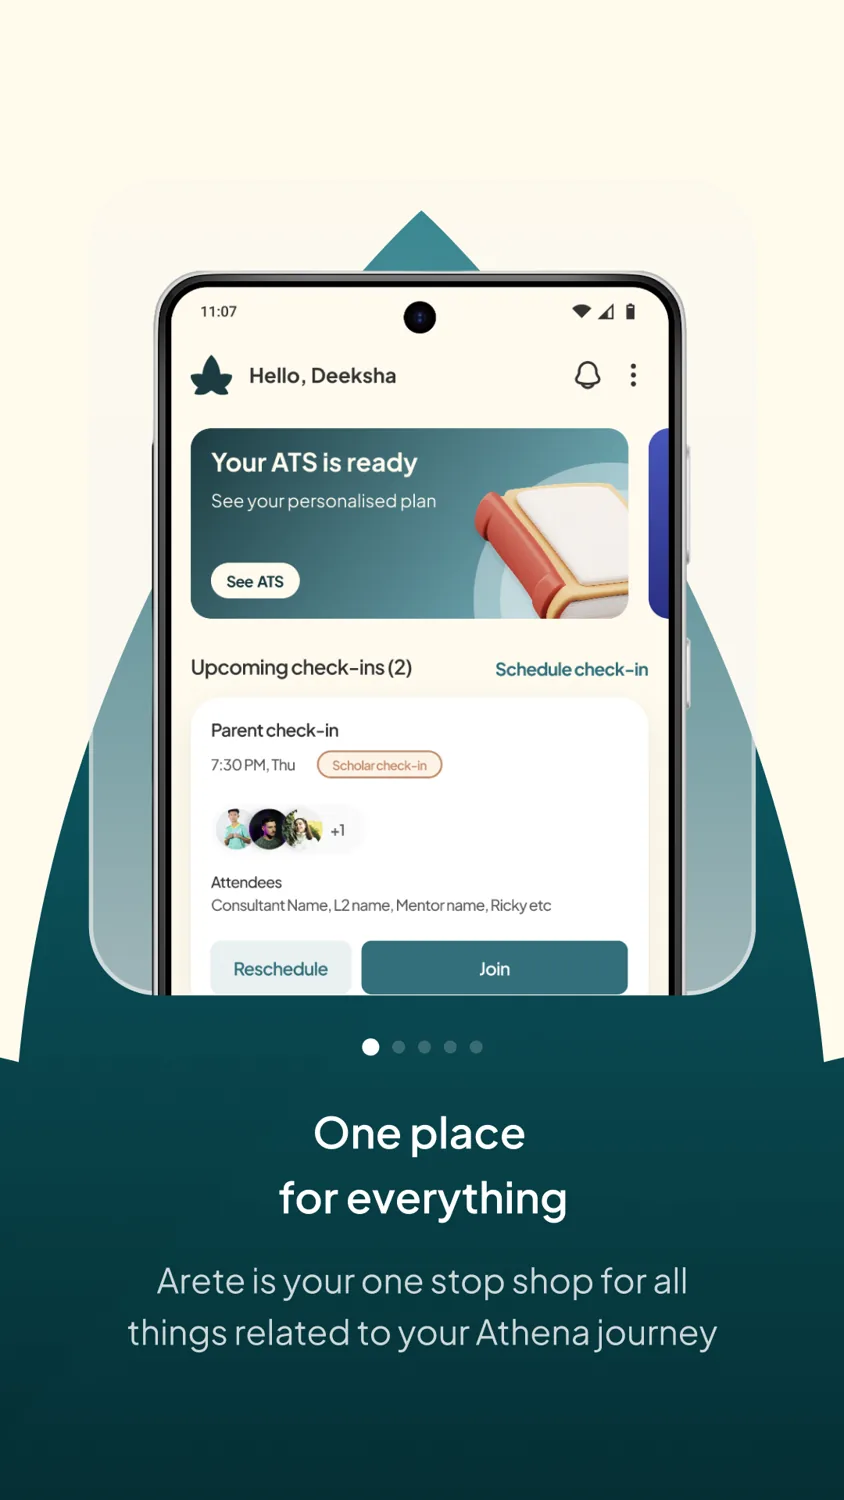 11:07
Hello, Deeksha
Your ATS is ready
See your personalised plan
See ATS
Upcoming check-ins (2)
Schedule check-in
Parent check-in
7:30 PM, Thu
Scholar check-in
+1
Attendees
Consultant Name, L2 name, Mentor name, Ricky etc
Reschedule
Join
One place
for everything
Arete is your one stop shop for all
things related to your Athena journey